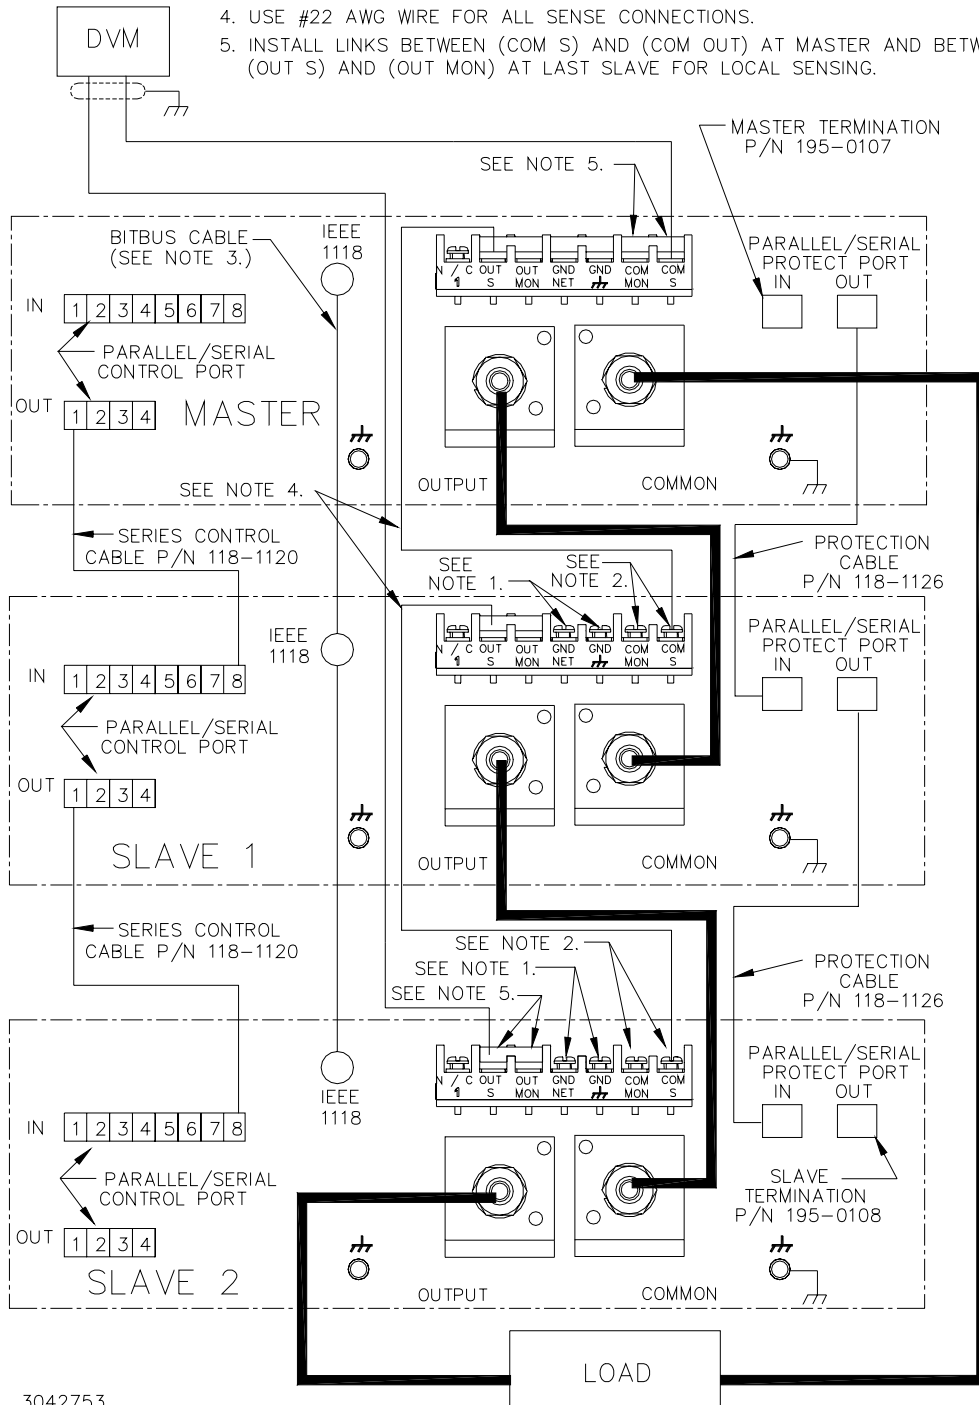 4. USE #22 AWG WIRE FOR ALL SENSE CONNECTIONS.
DVM
5. INSTALL LINKS BETWEEN (COM S) AND (COM OUT) AT MASTER AND BETW
(OUT S) AND (OUT MON) AT LAST SLAVE FOR LOCAL SENSING.
MASTER TERMINATION
P/N 195-0107
SEE NOTE 5.
BITBUS CABLE
(SEE NOTE 3.)
IEEE
1118
PARALLEL/SERIAL
PROTECT PORT
IN OUT
N / C OUT OUT GND GND COM COM
1 S MON NET MON S
IN 1 2 3 4 5 6 7 8
PARALLEL/SERIAL
CONTROL PORT
OUT 1 2 3 4
MASTER
OUTPUT COMMON
SEE NOTE 4.
SERIES CONTROL
CABLE P/N 118-1120
SEE
NOTE 1.
SEE
NOTE 2.
PROTECTION
CABLE
P/N 118-1126
IEEE
1118
PARALLEL/SERIAL
PROTECT PORT
IN OUT
N / C OUT OUT GND GND COM COM
1 S MON NET MON S
IN 1 2 3 4 5 6 7 8
PARALLEL/SERIAL
CONTROL PORT
OUT 1 2 3 4
SLAVE 1
OUTPUT COMMON
SERIES CONTROL
CABLE P/N 118-1120
SEE NOTE 2.
SEE NOTE 1.
SEE NOTE 5.
PROTECTION
CABLE
P/N 118-1126
PARALLEL/SERIAL
PROTECT PORT
IN OUT
N / C OUT OUT GND GND COM COM
1 S MON NET MON S
IEEE
1118
IN 1 2 3 4 5 6 7 8
PARALLEL/SERIAL
CONTROL PORT
SLAVE
TERMINATION
P/N 195-0108
OUT 1 2 3 4
SLAVE 2
OUTPUT COMMON
LOAD
3042753